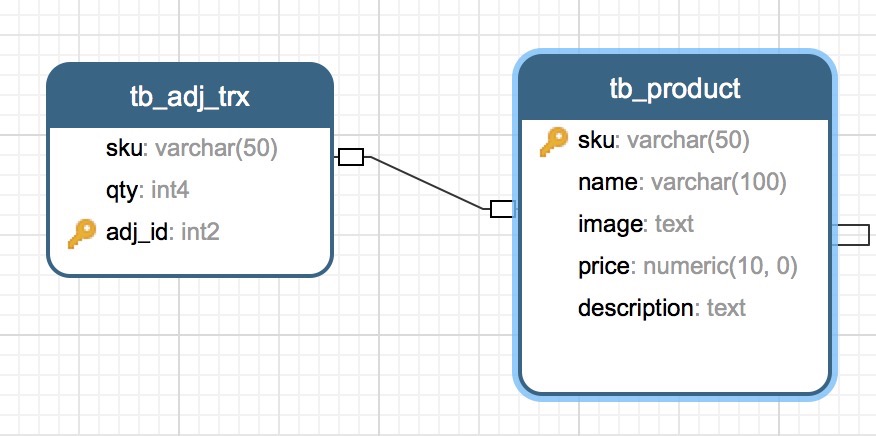 tb_adj_trx
sku: varchar(50)
qty: int4
adj_id: int2
tb_product
sku: varchar(50)
name: varchar(100)
image: text
price: numeric(10, 0)
description: text